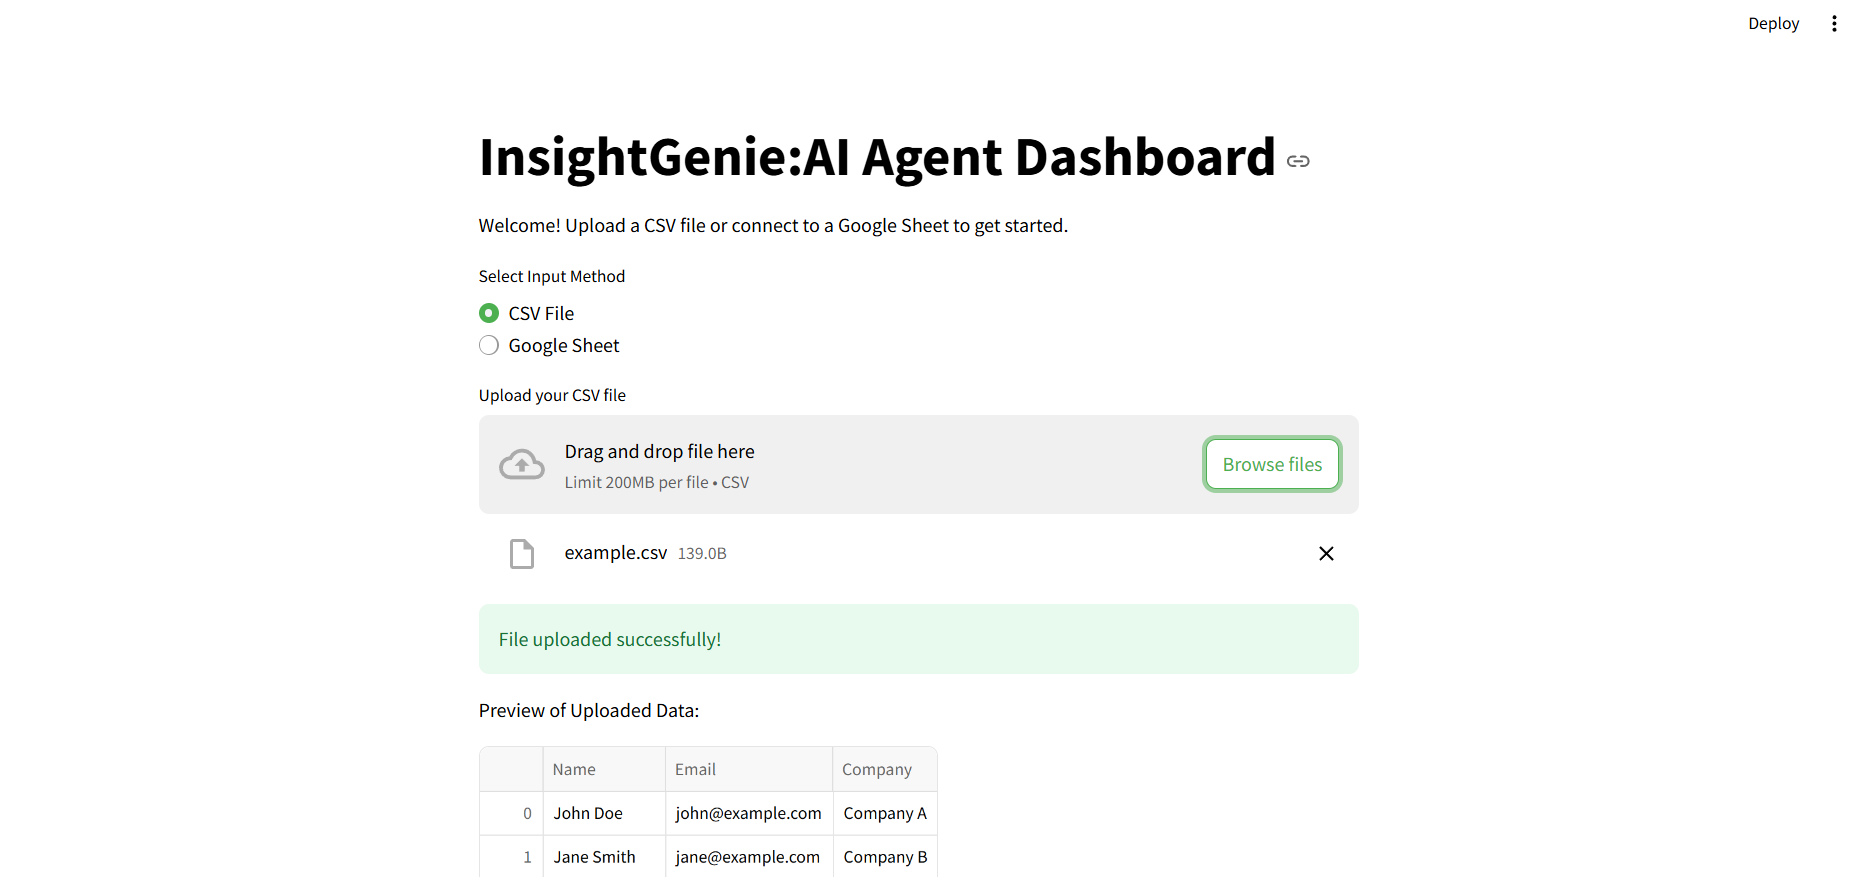 Deploy
InsightGenie:AI Agent Dashboard
Welcome! Upload a CSV file or connect to a Google Sheet to get started.
Select Input Method
CSV File
Google Sheet
Upload your CSV file
Drag and drop file here
Limit 200MB per file • CSV
Browse files
example.csv 139.0B
File uploaded successfully!
Preview of Uploaded Data:
Name Email Company
0 John Doe john@example.com Company A
1 Jane Smith jane@example.com Company B